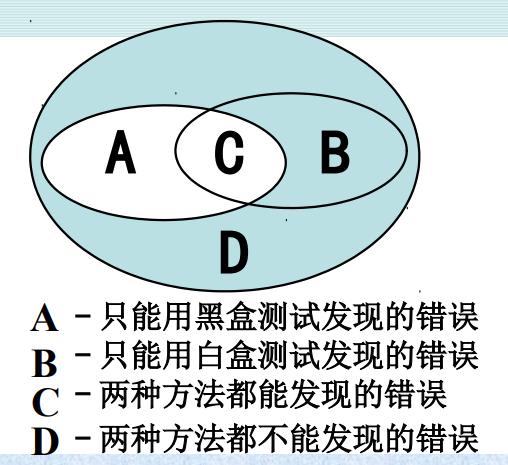 A C B
D
A -只能用黑盒测试发现的错误
B -只能用白盒测试发现的错误
C -两种方法都能发现的错误
D -两种方法都不能发现的错误